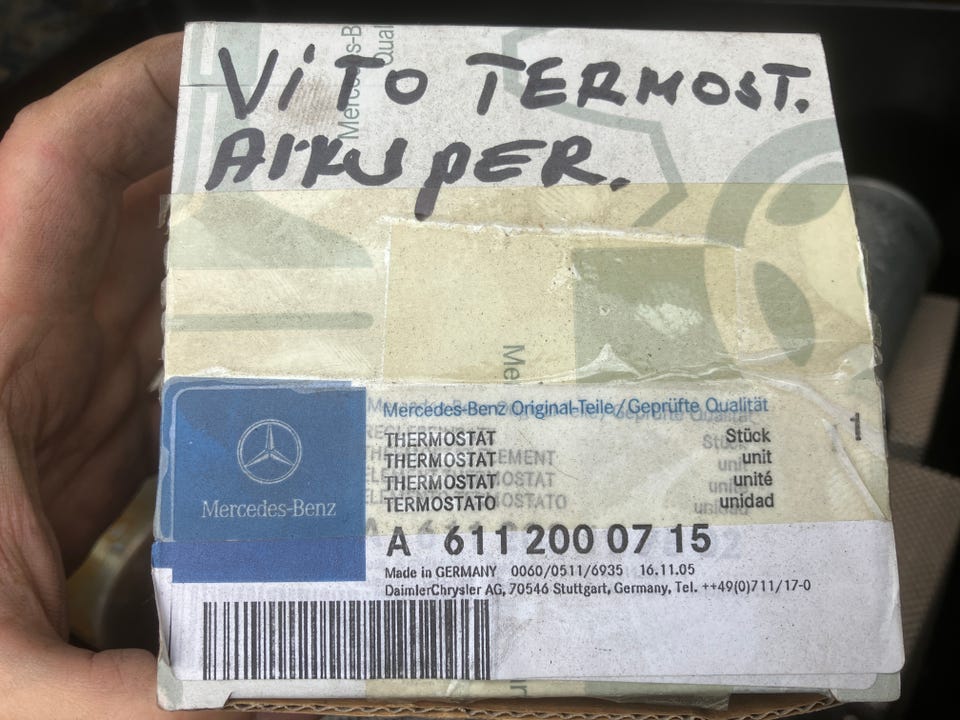 ViTO TERMOST.
Mercedes-Benz Original-Teile/Geprüfte Qualität
THERMOSTAT Stück
THERMOSTAT unit
THERMOSTAT unité
TERMOSTATO unidad
1
Mercedes-Benz
A 611 200 07 15
Made in GERMANY 0060/0511/6935 16.11.05
DaimlerChrysler AG, 70546 Stuttgart, Germany, Tel. ++49(0)711/17-0